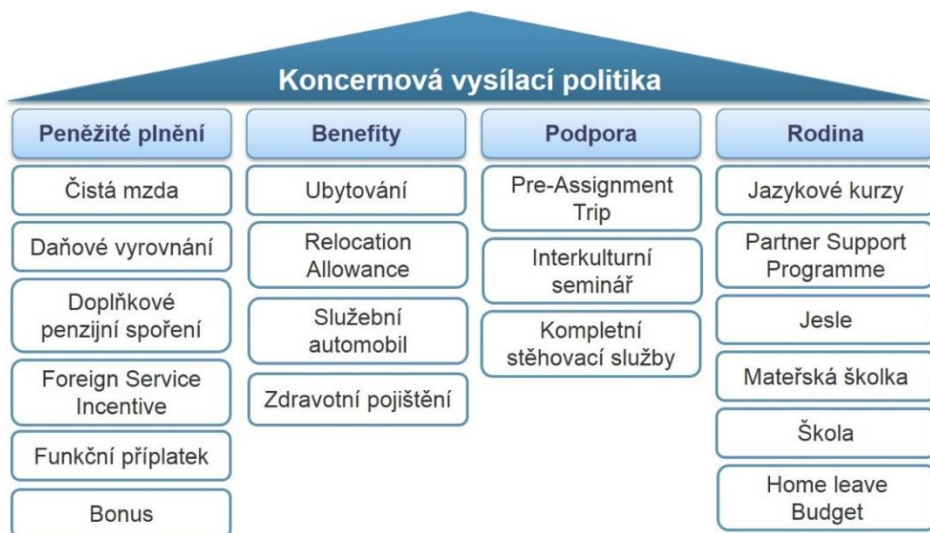 Koncernová vysílací politika
Peněžité plnění
Čistá mzda
Daňové vyrovnání
Doplňkové
penzijní spoření
Foreign Service
Incentive
Funkční příplatek
Bonus
Benefity
Ubytování
Relocation
Allowance
Služební
automobil
Zdravotní pojištění
Podpora
Pre-Assignment
Trip
Interkulturní
seminář
Kompletní
stěhovací služby
Rodina
Jazykové kurzy
Partner Support
Programme
Jesle
Mateřská školka
Škola
Home leave
Budget